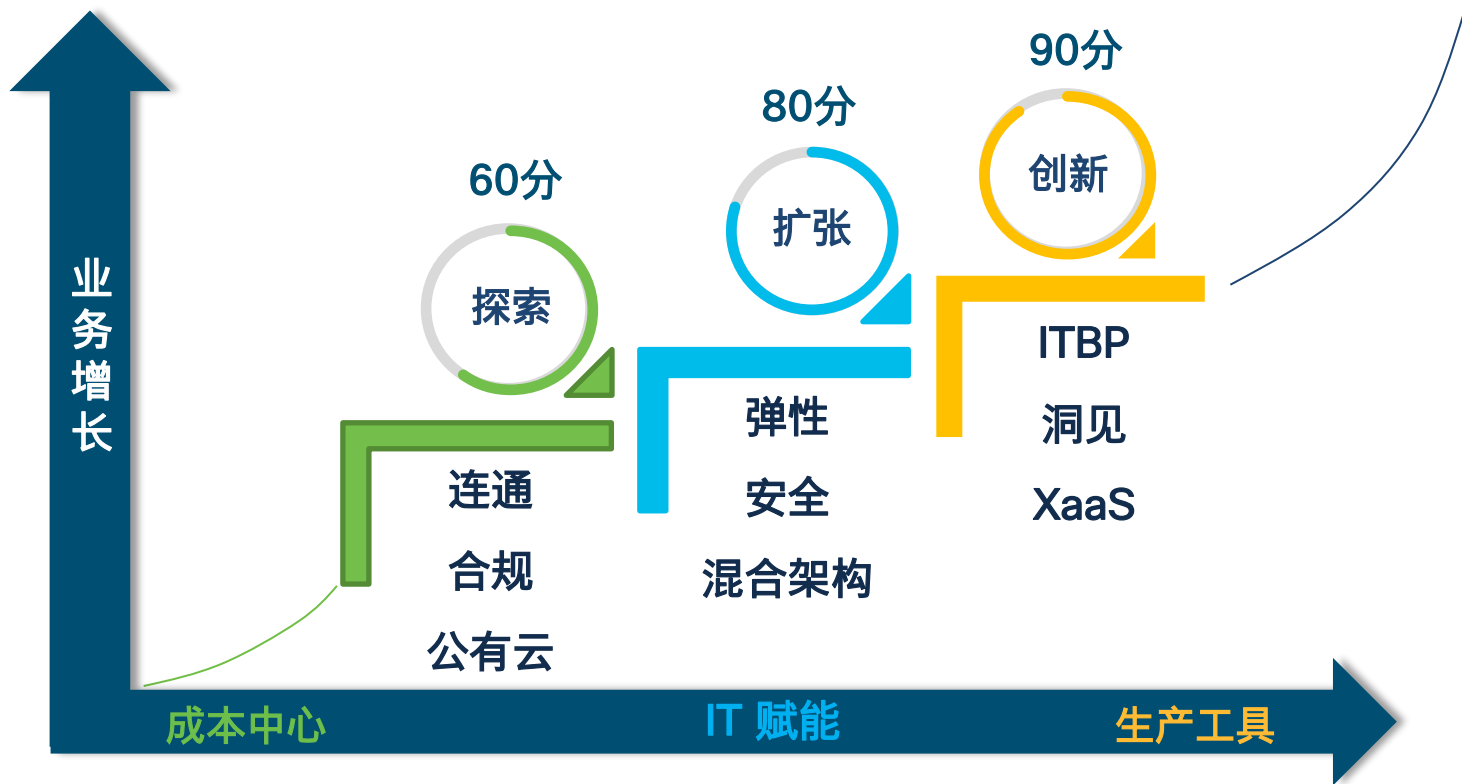 业务增长
60分
探索
连通
合规
公有云
80分
扩张
弹性
安全
混合架构
90分
创新
ITBP
洞见
XaaS
成本中心
IT 赋能
生产工具